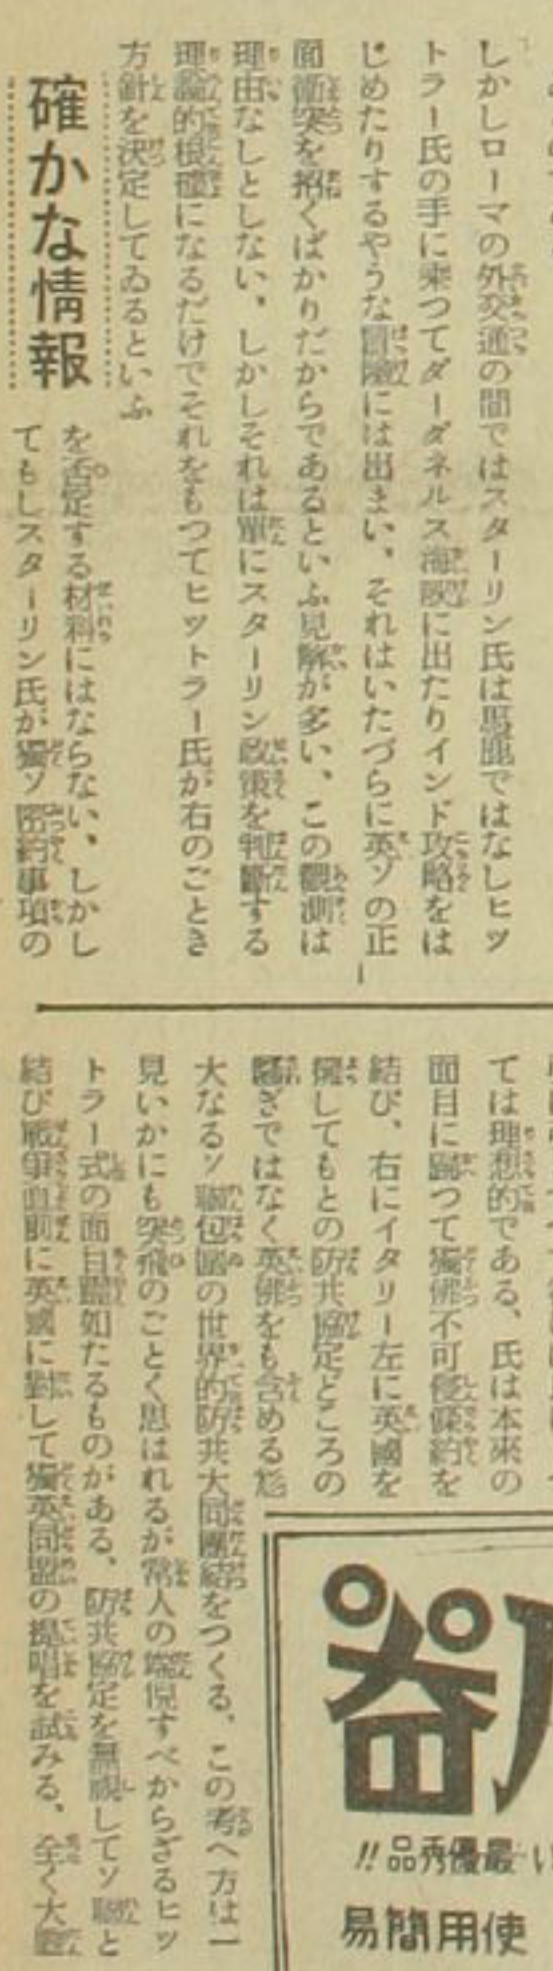 しかしローマの外交通の間ではスターリン氏は馬鹿ではなしヒッ
トラー氏の手に乗つてダーダネルス海峡に出たりインド攻略をは
じめたりするやうな冒険には出まい、それはいたづらに英ソの正
面衝突を招くばかりだからであるといふ見解が多い、この観測は
理由なしとしない、しかしそれは單にスターリン政策を判斷する
理論的根據になるだけでそれをもつてヒットラー氏が右のごとき
方針を決定してゐるといふ
確かな情報
を否定する材料にはならない、しかし
てもしスターリン氏が獨ソ密約事項の
ては理想的である、氏は本來の
面目に歸つて獨佛不可侵條約を
結び、右にイタリー左に英國を
擁してもとの防共協定どころの
騒ぎではなく英佛をも含める尨
大なるソ聯包圍の世界的防共大同團結をつくる、この考へ方は一
見いかにも突飛のごとく思はれるが常人の端倪すべからざるヒッ
トラー式の面目躍如たるものがある、防共協定を無視してソ聯と
結び戰爭直前に英國に對して獨英同盟の提唱を試みる、全く大膽
益
い 最優秀品!!
使用簡易